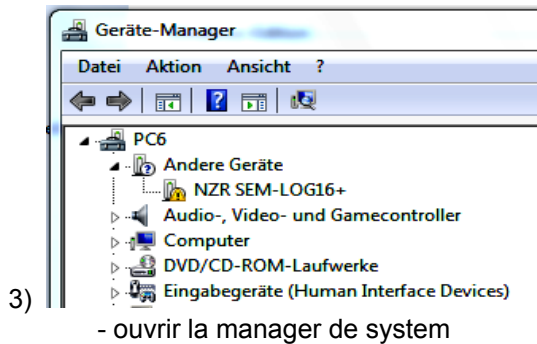 Geräte-Manager
Datei Aktion Ansicht ?
PC6
Andere Geräte
NZR SEM-LOG16+
Audio-, Video- und Gamecontroller
Computer
DVD/CD-ROM-Laufwerke
Eingabegeräte (Human Interface Devices)
3)
- ouvrir la manager de system